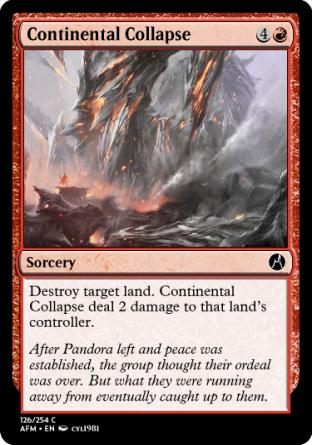 Continental Collapse 4
Sorcery
Destroy target land. Continental
Collapse deal 2 damage to that land's
controller.
After Pandora left and peace was
established, the group thought their ordeal
was over. But what they were running
away from eventually caught up to them.
126/254 C
AFM • EN cyl1981